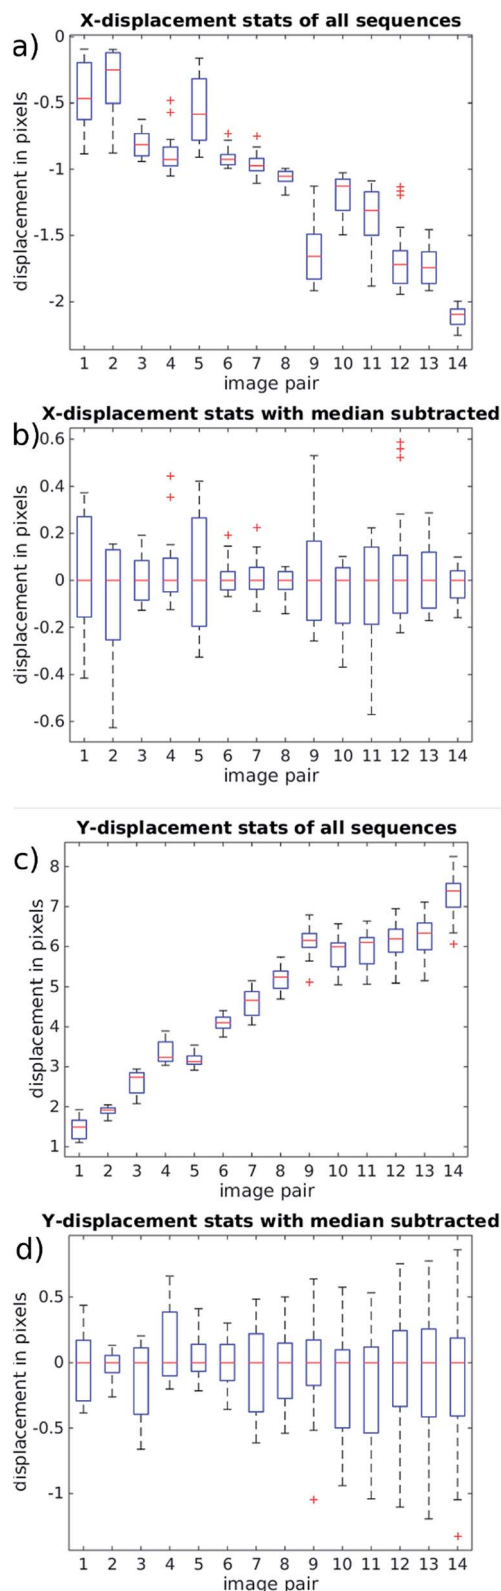 X-displacement stats of all sequences
a)
0
-0.5
-1
-1.5
-2
displacement in pixels
1 2 3 4 5 6 7 8 9 10 11 12 13 14
image pair
X-displacement stats with median subtracted
b)
0.6
0.4
0.2
0
-0.2
-0.4
-0.6
displacement in pixels
1 2 3 4 5 6 7 8 9 10 11 12 13 14
image pair
Y-displacement stats of all sequences
c)
8
7
6
5
4
3
2
1
displacement in pixels
1 2 3 4 5 6 7 8 9 10 11 12 13 14
image pair
Y-displacement stats with median subtracted
d)
0.5
0
-0.5
-1
displacement in pixels
1 2 3 4 5 6 7 8 9 10 11 12 13 14
image pair